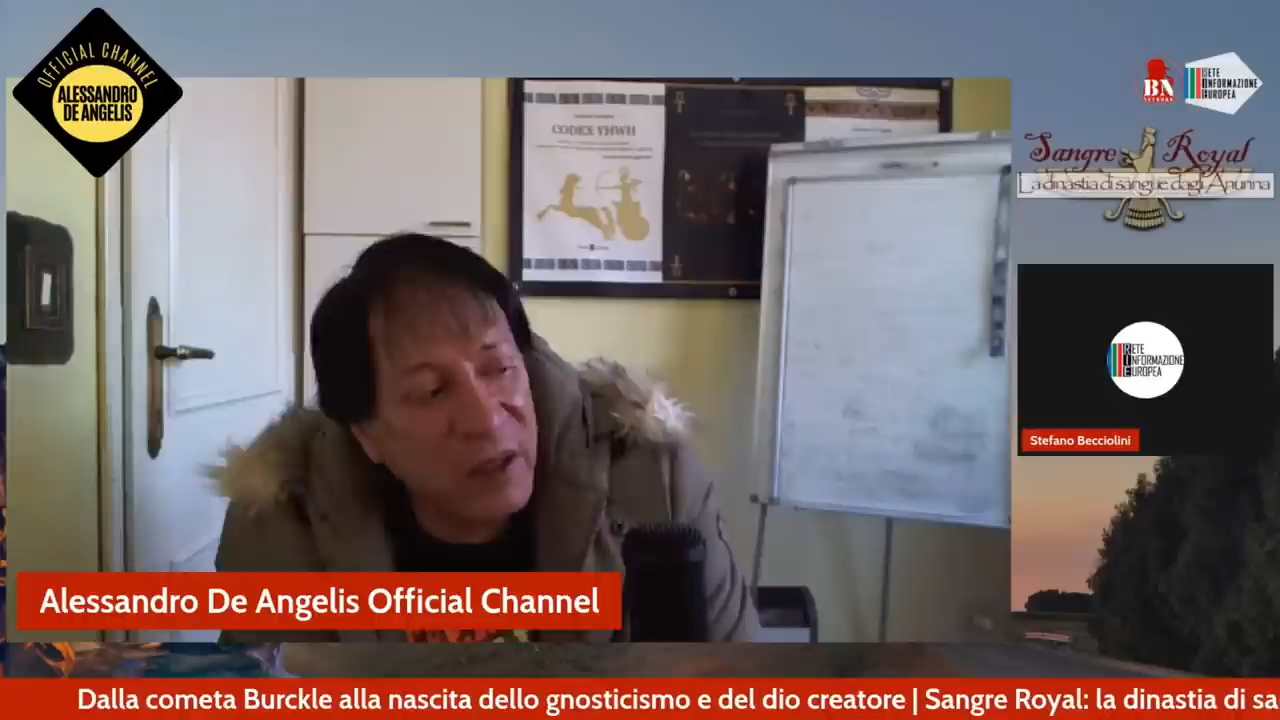 OFFICIAL CHANNEL
ALESSANDRO
DE ANGELIS
CODEX YHWH
BN
NETWORK
RETE
INFORMAZIONE
EUROPEA
Sangre Royal
La dinastia di sangue degli Anunna
RETE
INFORMAZIONE
EUROPEA
Stefano Becciolini
Alessandro De Angelis Official Channel
Dalla cometa Burckle alla nascita dello gnosticismo e del dio creatore | Sangre Royal: la dinastia di sa